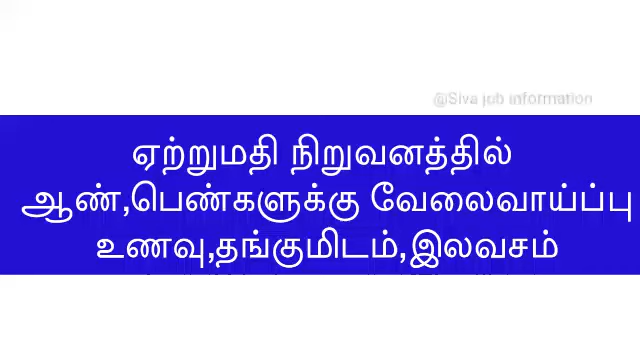 @Siva job information
ஏற்றுமதி நிறுவனத்தில்
ஆண்,பெண்களுக்கு வேலைவாய்ப்பு
உணவு,தங்குமிடம்,இலவசம்